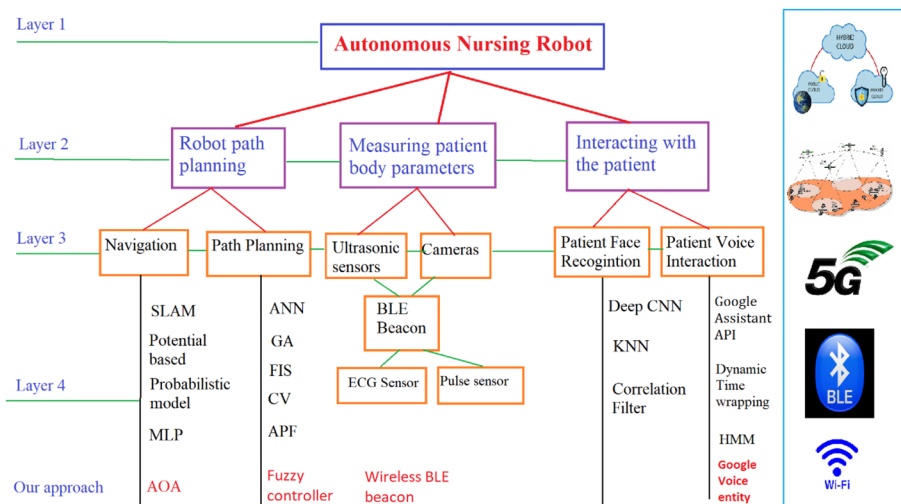 Layer 1
Autonomous Nursing Robot
HYBRID
CLOUD
CLOUD
CLOUD
Layer 2
Robot path
planning
Measuring patient
body parameters
Interacting with
the patient
Layer 3
Navigation
Path Planning
Ultrasonic
sensors
Cameras
Patient Face
Recogintion
Patient Voice
Interaction
5G
SLAM
Potential
based
Probabilistic
model
MLP
ANN
GA
FIS
CV
APF
BLE
Beacon
ECG Sensor
Pulse sensor
Deep CNN
KNN
Correlation
Filter
Google
Assistant
API
Dynamic
Time
wrapping
HMM
BLE
Layer 4
Our approach
AOA
Fuzzy
controller
Wireless BLE
beacon
Google
Voice
entity
Wi-Fi